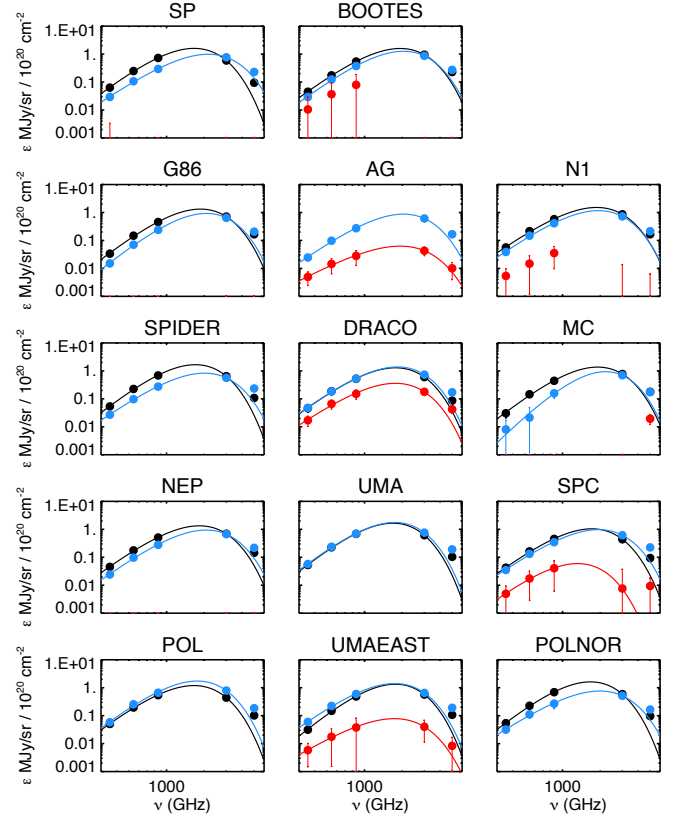 SP BOOTES
ε MJy/sr / 10²⁰ cm⁻²
1.E+01
1.
0.1
0.01
0.001
G86 AG N1
ε MJy/sr / 10²⁰ cm⁻²
1.E+01
1.
0.1
0.01
0.001
SPIDER DRACO MC
ε MJy/sr / 10²⁰ cm⁻²
1.E+01
1.
0.1
0.01
0.001
NEP UMA SPC
ε MJy/sr / 10²⁰ cm⁻²
1.E+01
1.
0.1
0.01
0.001
POL UMAEAST POLNOR
ε MJy/sr / 10²⁰ cm⁻²
1.E+01
1.
0.1
0.01
0.001
1000 1000 1000
ν (GHz) ν (GHz) ν (GHz)